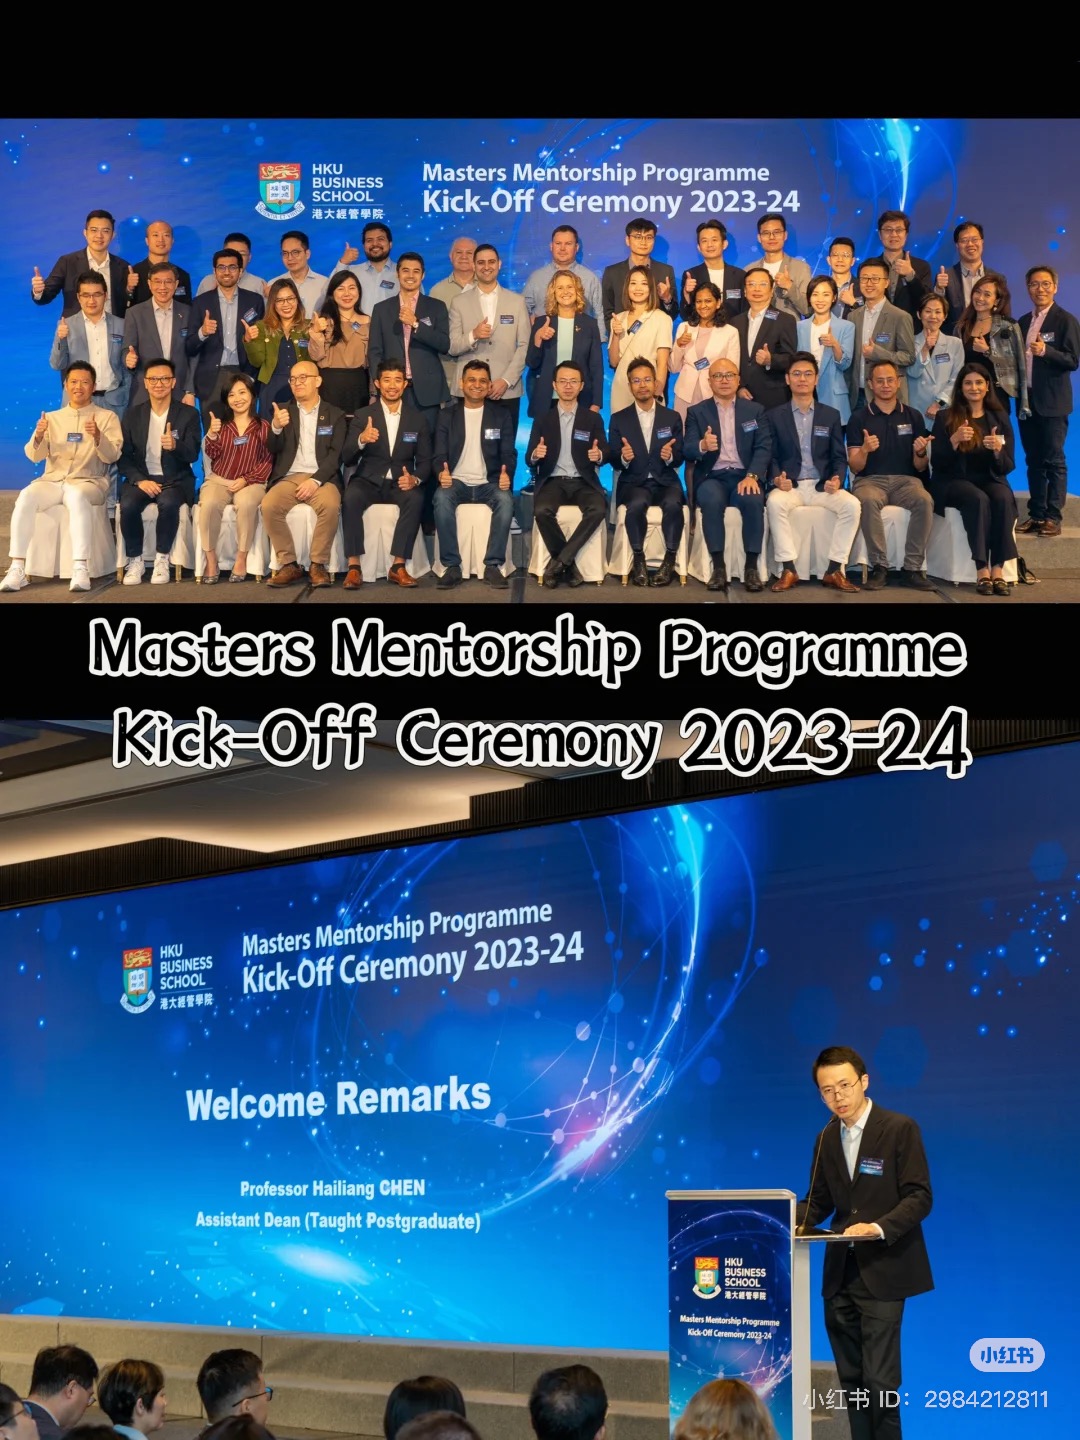 HKU
BUSINESS
SCHOOL
港大經管學院
Masters Mentorship Programme
Kick-Off Ceremony 2023-24
Masters Mentorship Programme
Kick-Off Ceremony 2023-24
HKU
BUSINESS
SCHOOL
港大經管學院
Masters Mentorship Programme
Kick-Off Ceremony 2023-24
Welcome Remarks
Professor Hailiang CHEN
Assistant Dean (Taught Postgraduate)
HKU
BUSINESS
SCHOOL
港大經管學院
Masters Mentorship Programme
Kick-Off Ceremony 2023-24
小红书
小红书 ID: 2984212811